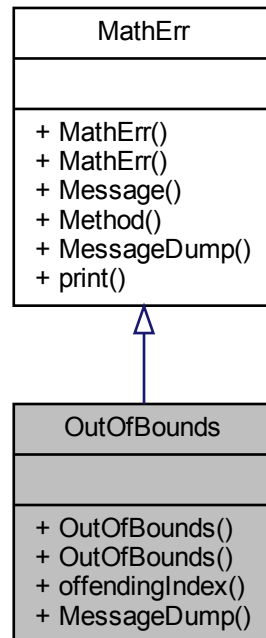 MathErr
+ MathErr()
+ MathErr()
+ Message()
+ Method()
+ MessageDump()
+ print()
OutOfBounds
+ OutOfBounds()
+ OutOfBounds()
+ offendingIndex()
+ MessageDump()